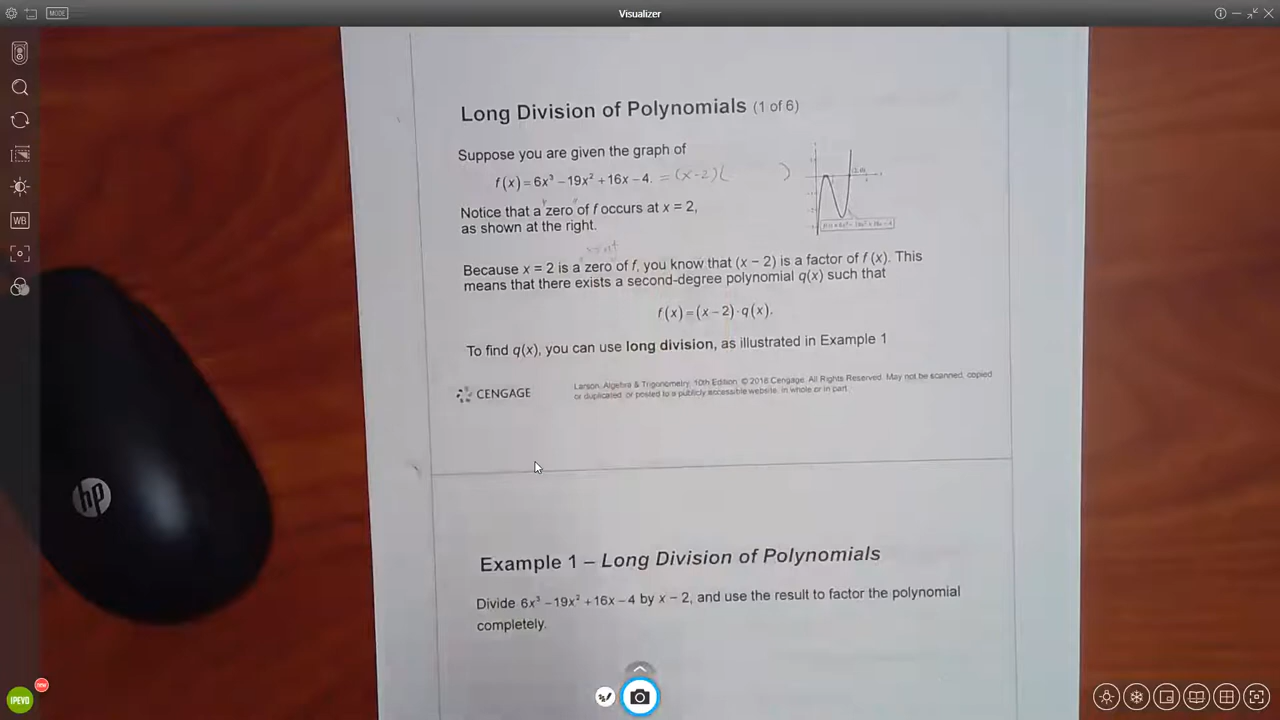 Visualizer
MODE
WB
Long Division of Polynomials (1 of 6)
Suppose you are given the graph of
f(x) = 6x³ − 19x² + 16x − 4. = (x-2)( )
Notice that a zero of f occurs at x = 2,
as shown at the right.
Because x = 2 is a zero of f, you know that (x − 2) is a factor of f(x). This
means that there exists a second-degree polynomial q(x) such that
f(x) = (x − 2) · q(x).
To find q(x), you can use long division, as illustrated in Example 1
CENGAGE
Larson, Algebra & Trigonometry, 10th Edition. © 2018 Cengage. All Rights Reserved. May not be scanned, copied
or duplicated, or posted to a publicly accessible website, in whole or in part.
hp
Example 1 – Long Division of Polynomials
Divide 6x³ − 19x² + 16x − 4 by x − 2, and use the result to factor the polynomial
completely.
IPEVO
new